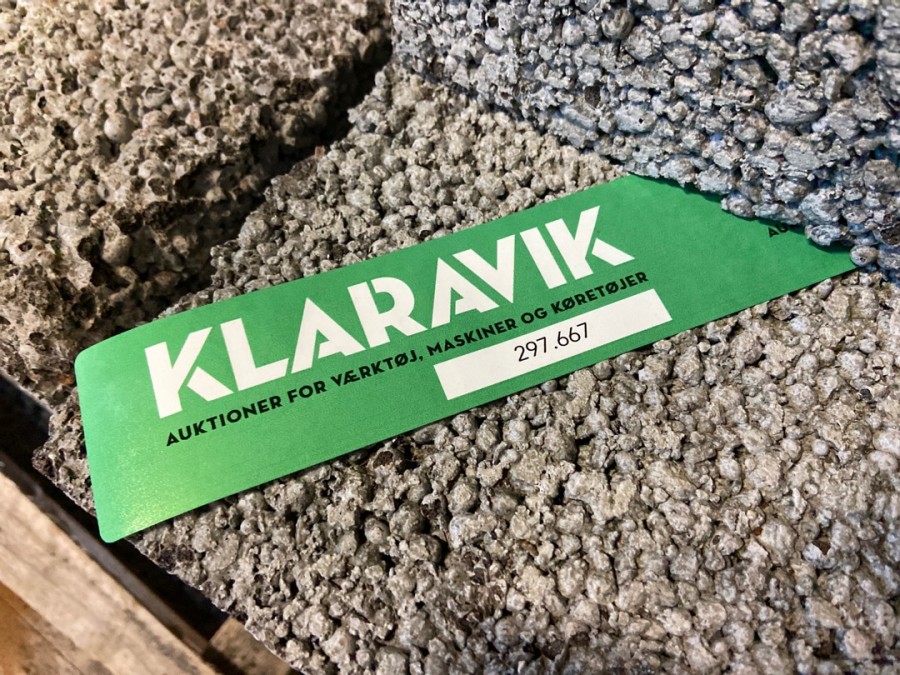 KLARAVIK
AUKTIONER FOR VÆRKTØJ, MASKINER OG KØRETØJER
297.667